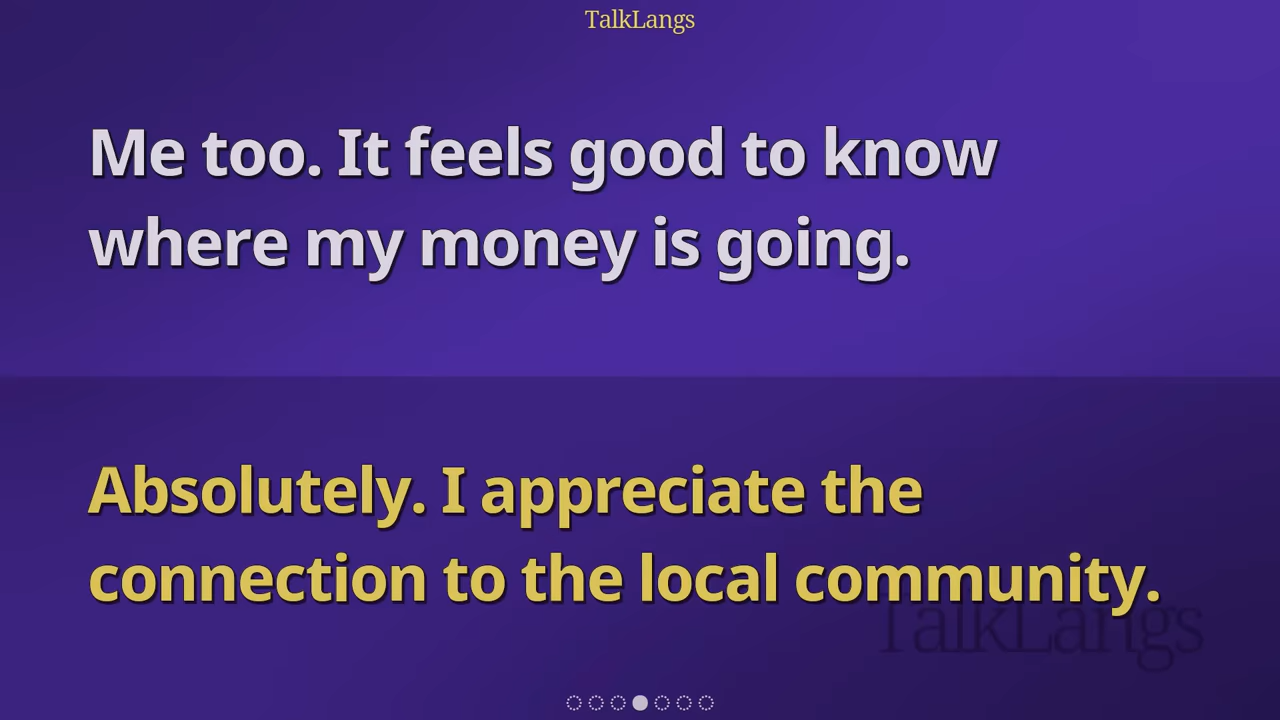 TalkLangs
Me too. It feels good to know
where my money is going.
Absolutely. I appreciate the
connection to the local community.
TalkLangs